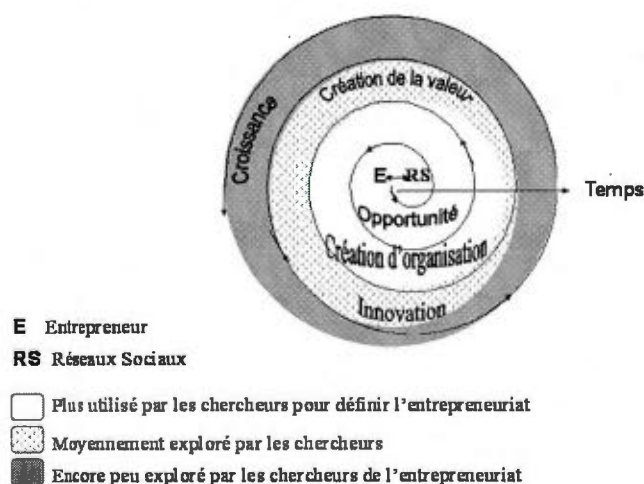 Création de la valeur
Croissance
E RS
Temps
Opportunité
Création d'organisation
Innovation
E Entrepreneur
RS Réseaux Sociaux
Plus utilisé par les chercheurs pour définir l'entrepreneuriat
Moyennement exploré par les chercheurs
Encore peu exploré par les chercheurs de l'entrepreneuriat